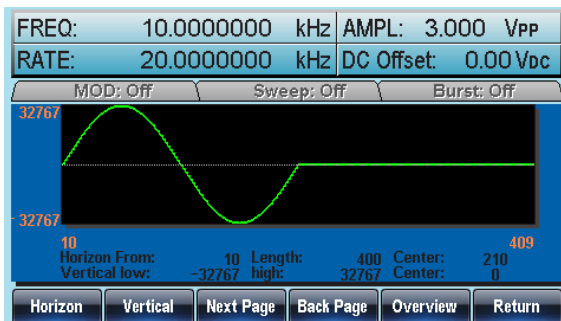 FREQ: 10.0000000 kHz AMPL: 3.000 VPP
RATE: 20.0000000 kHz DC Offset: 0.00 VDC
MOD: Off Sweep: Off Burst: Off
32767
- 32767
10 409
Horizon From: 10 Length: 400 Center: 210
Vertical low: -32767 high: 32767 Center: 0
Horizon Vertical Next Page Back Page Overview Return